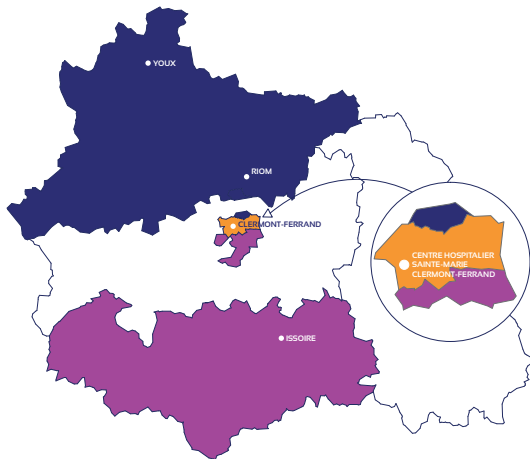 YOUX
RIOM
CLERMONT-FERRAND
CENTRE HOSPITALIER
SAINTE-MARIE
CLERMONT-FERRAND
ISSOIRE